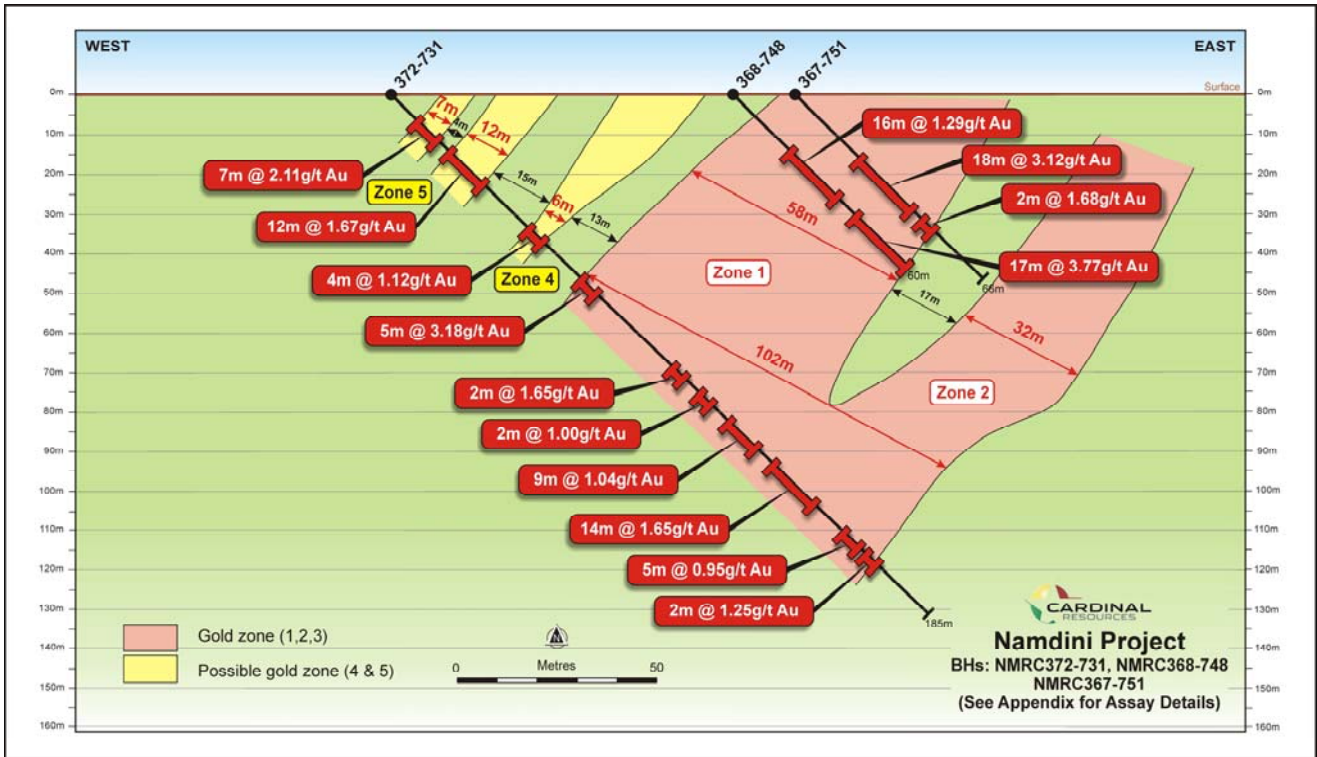 WEST
EAST
372-731
368-748
367-751
Surface
0m
10m
20m
30m
40m
50m
60m
70m
80m
90m
100m
110m
120m
130m
140m
150m
160m
0m
10m
20m
30m
40m
50m
60m
70m
80m
90m
100m
110m
120m
130m
140m
150m
160m
7m
4m
12m
15m
6m
13m
58m
17m
32m
102m
60m
66m
185m
7m @ 2.11g/t Au
Zone 5
12m @ 1.67g/t Au
4m @ 1.12g/t Au
Zone 4
5m @ 3.18g/t Au
2m @ 1.65g/t Au
2m @ 1.00g/t Au
9m @ 1.04g/t Au
14m @ 1.65g/t Au
5m @ 0.95g/t Au
2m @ 1.25g/t Au
16m @ 1.29g/t Au
18m @ 3.12g/t Au
2m @ 1.68g/t Au
17m @ 3.77g/t Au
Zone 1
Zone 2
Gold zone (1,2,3)
Possible gold zone (4 & 5)
N
0 Metres 50
CARDINAL
RESOURCES
Namdini Project
BHs: NMRC372-731, NMRC368-748
NMRC367-751
(See Appendix for Assay Details)